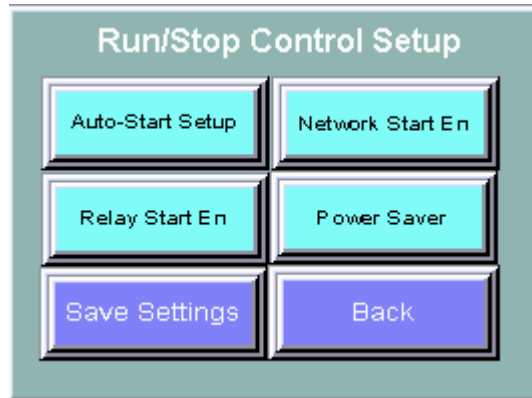 Run/Stop Control Setup
Auto-Start Setup
Network Start En
Relay Start En
Power Saver
Save Settings
Back